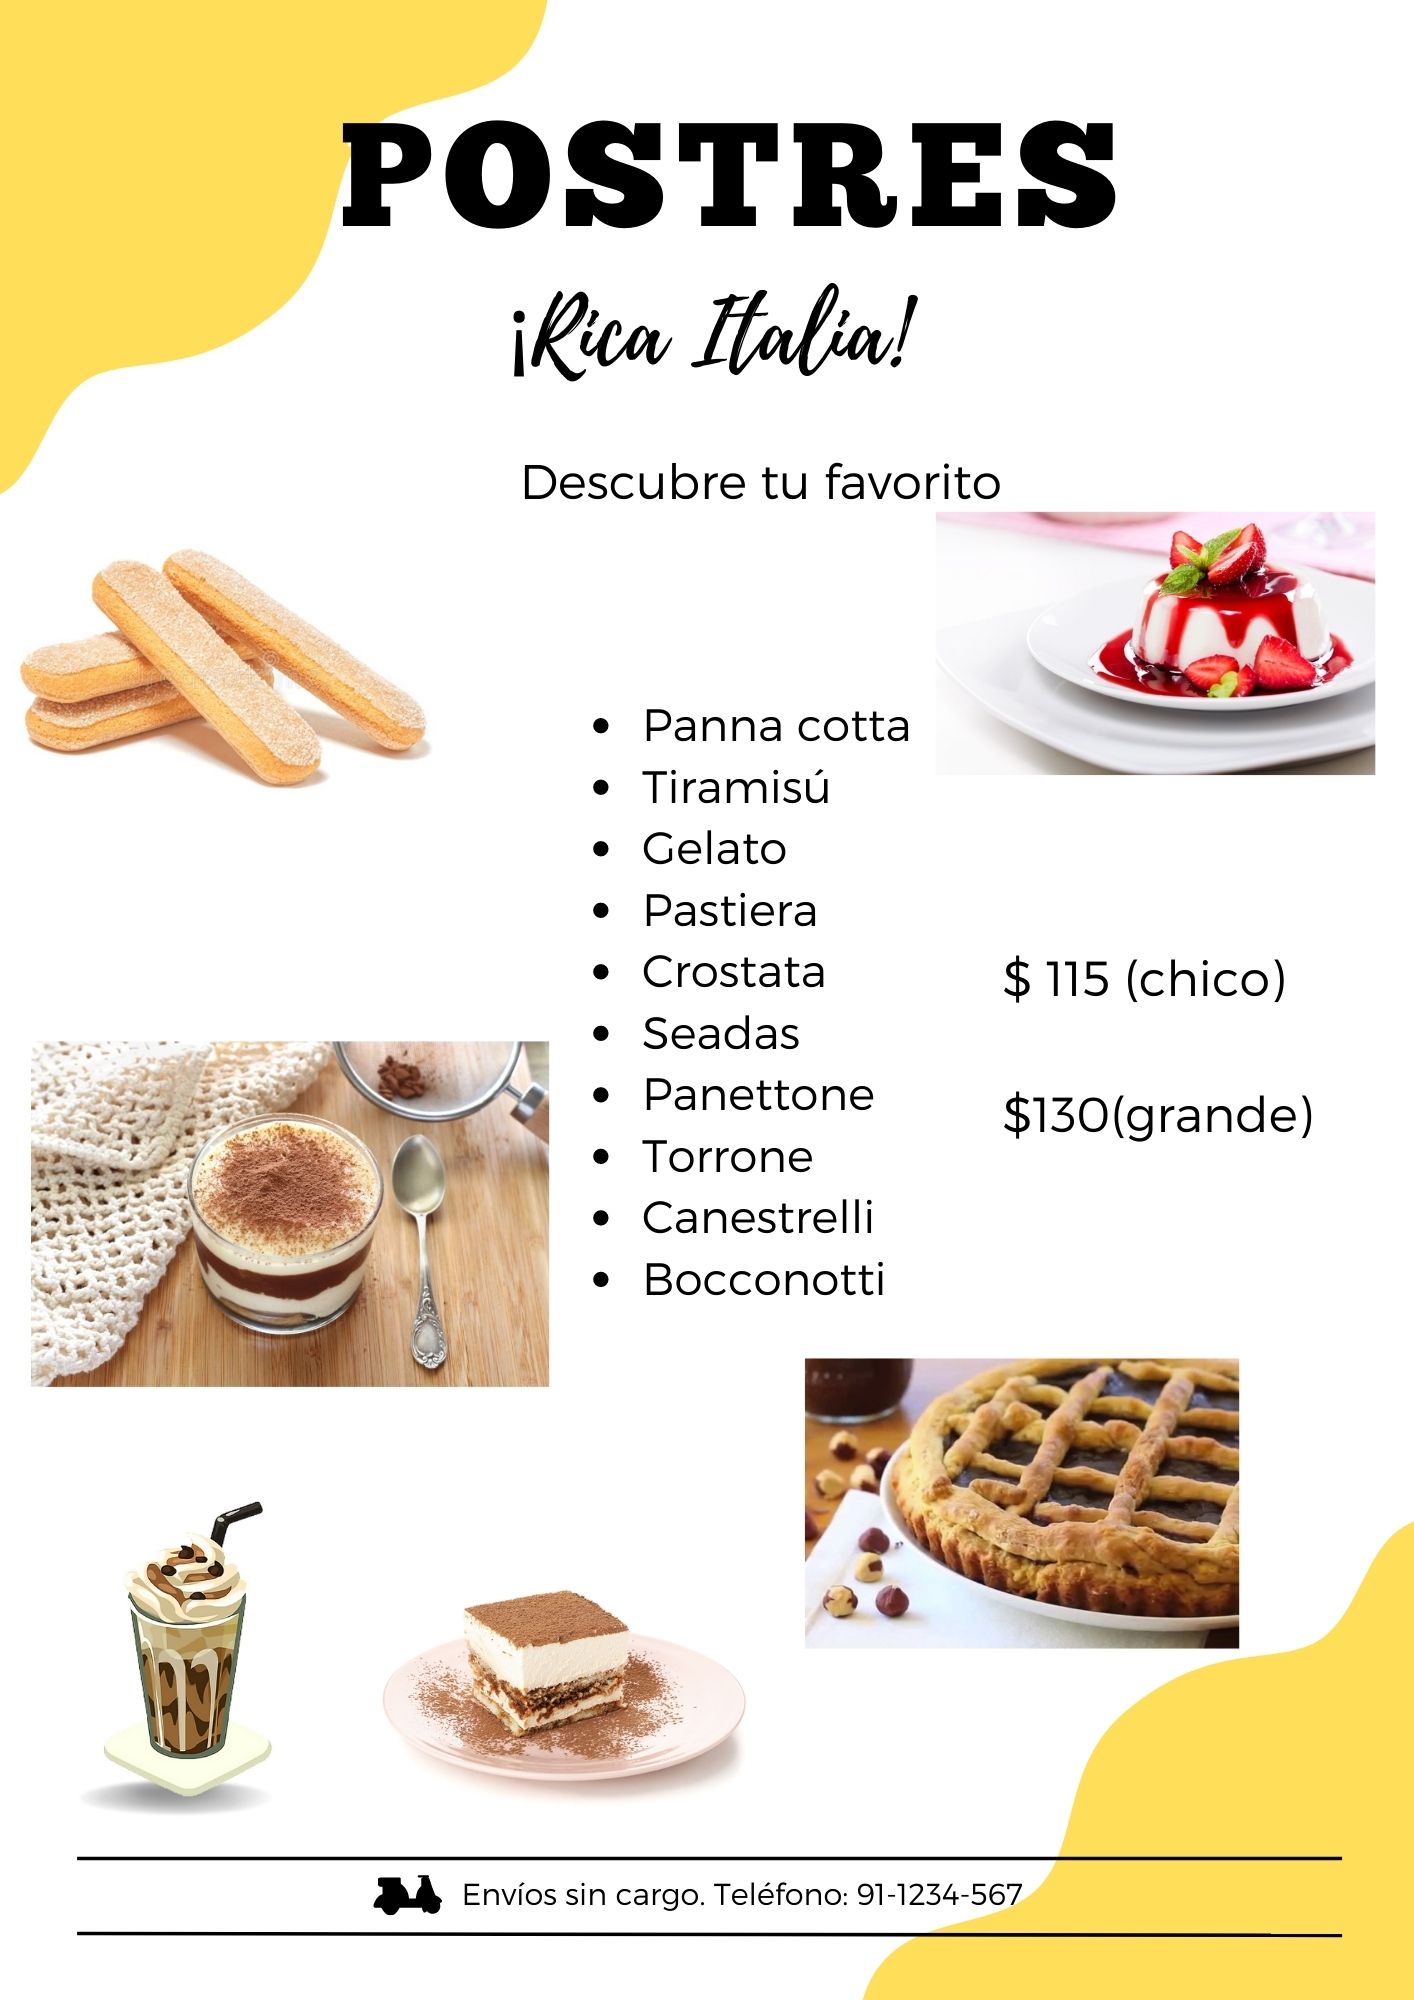 POSTRES
¡Rica Italia!
Descubre tu favorito
Panna cotta
Tiramisú
Gelato
Pastiera
Crostata
Seadas
Panettone
Torrone
Canestrelli
Bocconotti
$ 115 (chico)
$130(grande)
Envíos sin cargo. Teléfono: 91-1234-567